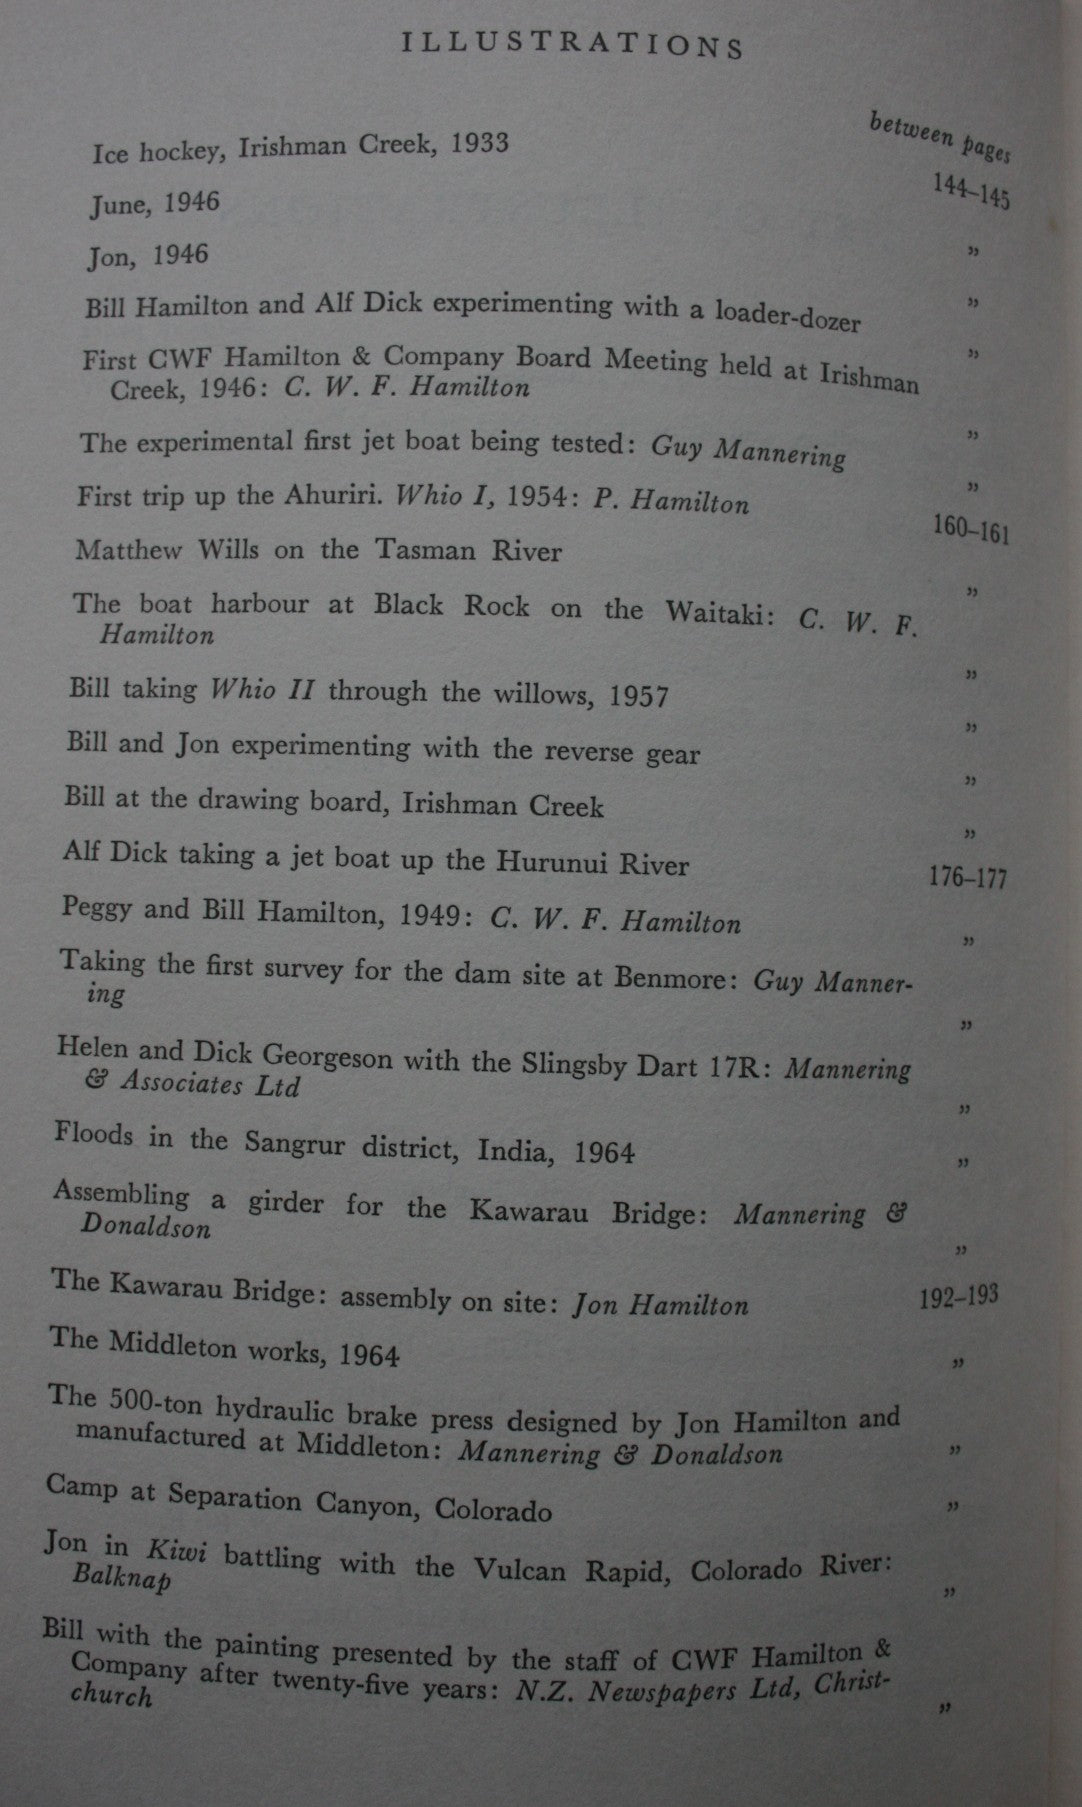 ILLUSTRATIONS
between pages
Ice hockey, Irishman Creek, 1933 144–145
June, 1946 ”
Jon, 1946 ”
Bill Hamilton and Alf Dick experimenting with a loader-dozer ”
First CWF Hamilton & Company Board Meeting held at Irishman
Creek, 1946: C. W. F. Hamilton ”
The experimental first jet boat being tested: Guy Mannering ”
First trip up the Ahuriri. Whio I, 1954: P. Hamilton 160–161
Matthew Wills on the Tasman River ”
The boat harbour at Black Rock on the Waitaki: C. W. F.
Hamilton ”
Bill taking Whio II through the willows, 1957 ”
Bill and Jon experimenting with the reverse gear ”
Bill at the drawing board, Irishman Creek ”
Alf Dick taking a jet boat up the Hurunui River 176–177
Peggy and Bill Hamilton, 1949: C. W. F. Hamilton ”
Taking the first survey for the dam site at Benmore: Guy Manner-
ing ”
Helen and Dick Georgeson with the Slingsby Dart 17R: Mannering
& Associates Ltd ”
Floods in the Sangrur district, India, 1964 ”
Assembling a girder for the Kawarau Bridge: Mannering &
Donaldson ”
The Kawarau Bridge: assembly on site: Jon Hamilton 192–193
The Middleton works, 1964 ”
The 500-ton hydraulic brake press designed by Jon Hamilton and
manufactured at Middleton: Mannering & Donaldson ”
Camp at Separation Canyon, Colorado ”
Jon in Kiwi battling with the Vulcan Rapid, Colorado River:
Balknap ”
Bill with the painting presented by the staff of CWF Hamilton &
Company after twenty-five years: N.Z. Newspapers Ltd, Christ-
church ”